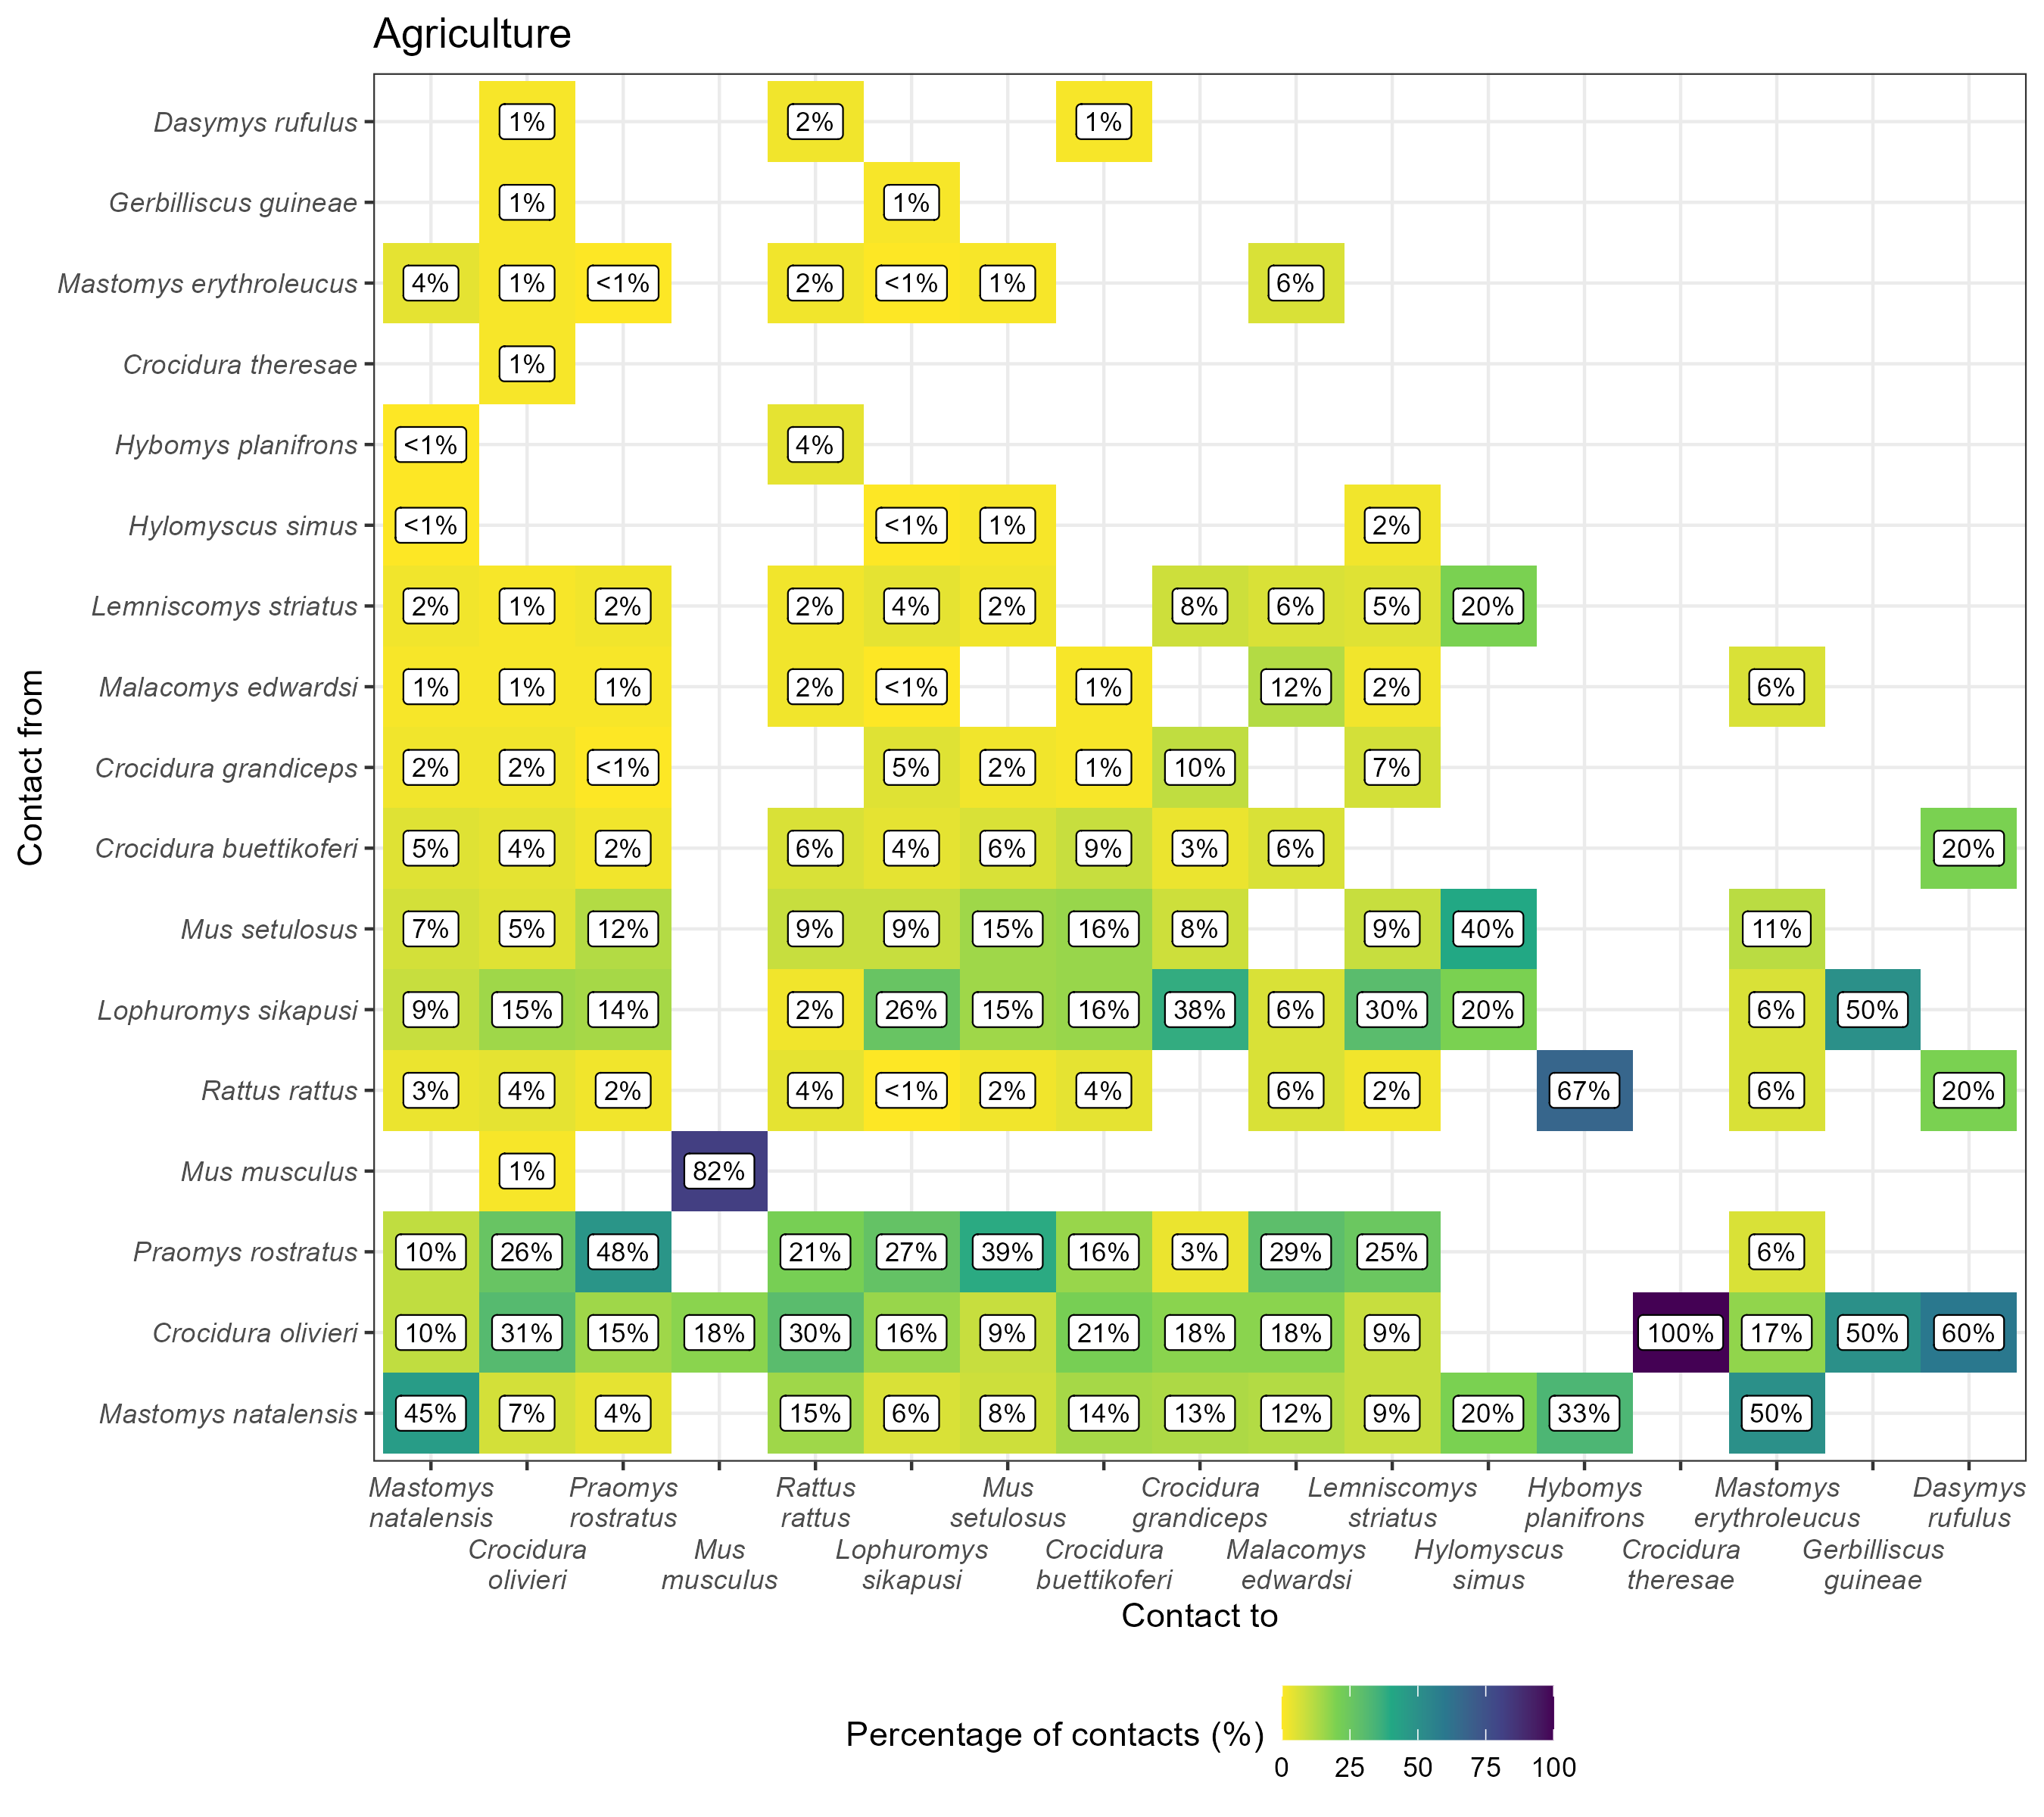 Agriculture
Contact from
Dasymys rufulus 1% 2% 1%
Gerbilliscus guineae 1% 1%
Mastomys erythroleucus 4% 1% <1% 2% <1% 1% 6%
Crocidura theresae 1%
Hybomys planifrons <1% 4%
Hylomyscus simus <1% <1% 1% 2%
Lemniscomys striatus 2% 1% 2% 2% 4% 2% 8% 6% 5% 20%
Malacomys edwardsi 1% 1% 1% 2% <1% 1% 12% 2% 6%
Crocidura grandiceps 2% 2% <1% 5% 2% 1% 10% 7%
Crocidura buettikoferi 5% 4% 2% 6% 4% 6% 9% 3% 6% 20%
Mus setulosus 7% 5% 12% 9% 9% 15% 16% 8% 9% 40% 11%
Lophuromys sikapusi 9% 15% 14% 2% 26% 15% 16% 38% 6% 30% 20% 6% 50%
Rattus rattus 3% 4% 2% 4% <1% 2% 4% 6% 2% 67% 6% 20%
Mus musculus 1% 82%
Praomys rostratus 10% 26% 48% 21% 27% 39% 16% 3% 29% 25% 6%
Crocidura olivieri 10% 31% 15% 18% 30% 16% 9% 21% 18% 18% 9% 100% 17% 50% 60%
Mastomys natalensis 45% 7% 4% 15% 6% 8% 14% 13% 12% 9% 20% 33% 50%
Mastomys Praomys Rattus Mus Crocidura Lemniscomys Hybomys Mastomys Dasymys
natalensis rostratus rattus setulosus grandiceps striatus planifrons erythroleucus rufulus
Crocidura Mus Lophuromys Crocidura Malacomys Hylomyscus Crocidura Gerbilliscus
olivieri musculus sikapusi buettikoferi edwardsi simus theresae guineae
Contact to
Percentage of contacts (%)
0 25 50 75 100